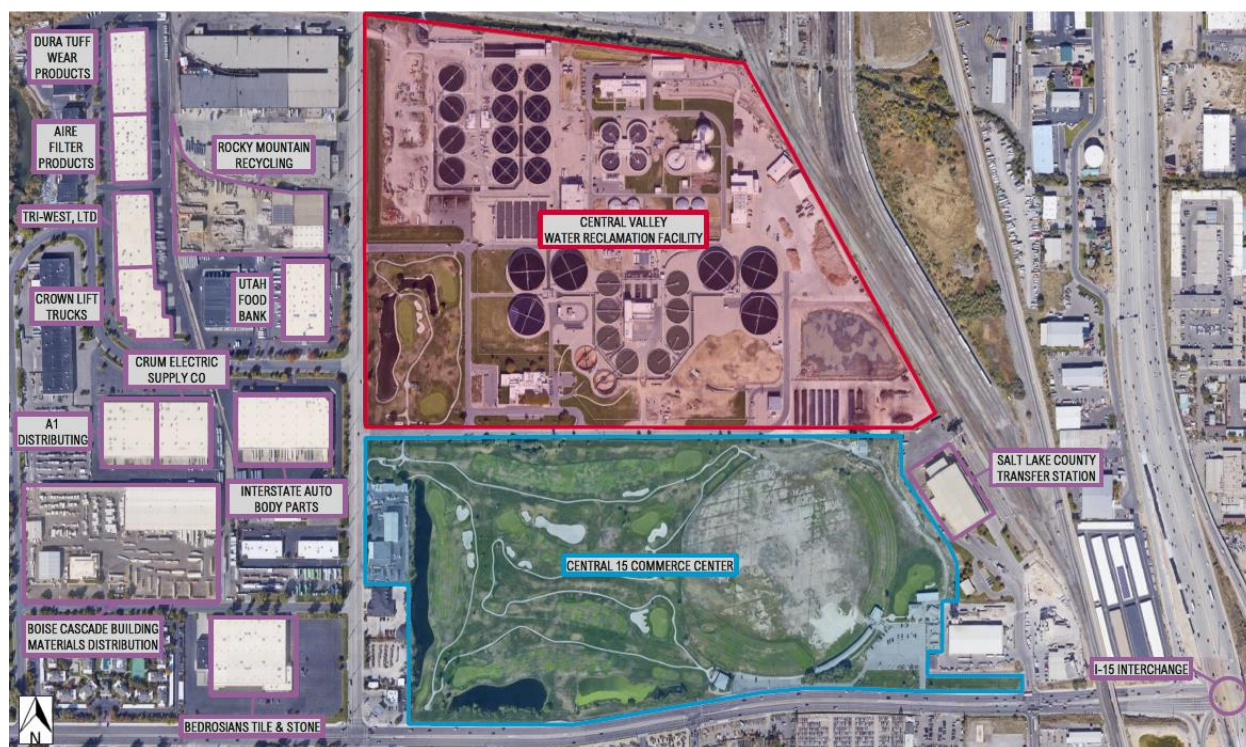 DURA TUFF
WEAR
PRODUCTS
AIRE
FILTER
PRODUCTS
ROCKY MOUNTAIN
RECYCLING
TRI-WEST, LTD
CENTRAL VALLEY
WATER RECLAMATION FACILITY
CROWN LIFT
TRUCKS
UTAH
FOOD
BANK
CRUM ELECTRIC
SUPPLY CO
A1
DISTRIBUTING
INTERSTATE AUTO
BODY PARTS
SALT LAKE COUNTY
TRANSFER STATION
CENTRAL 15 COMMERCE CENTER
BOISE CASCADE BUILDING
MATERIALS DISTRIBUTION
I-15 INTERCHANGE
BEDROSIANS TILE & STONE
N